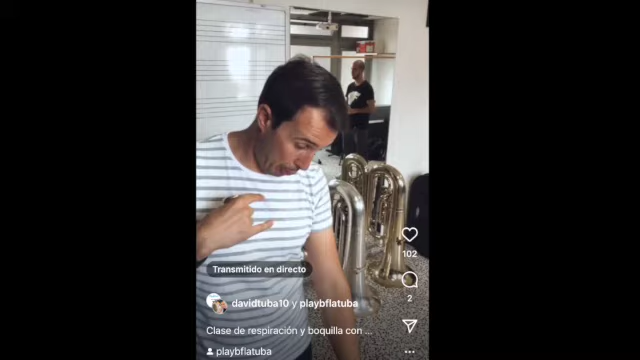 102
2
Transmitido en directo
davidtuba10 y playbflatuba
Clase de respiración y boquilla con ...
playbflatuba